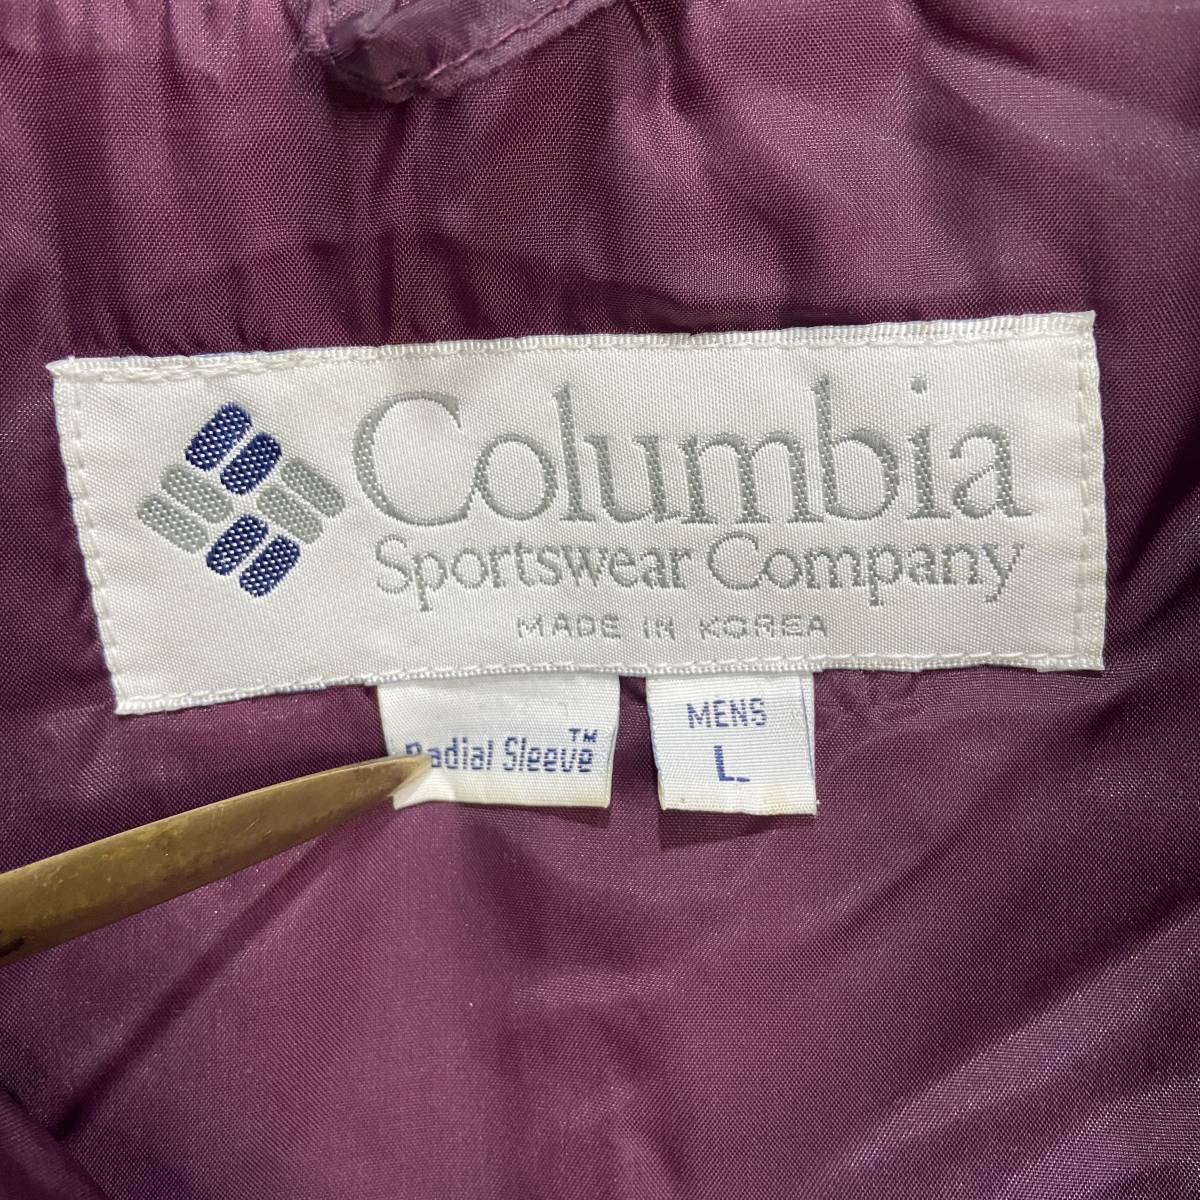 Columbia
Sportswear Company
MADE IN KOREA
Radial Sleeve™
MENS
L